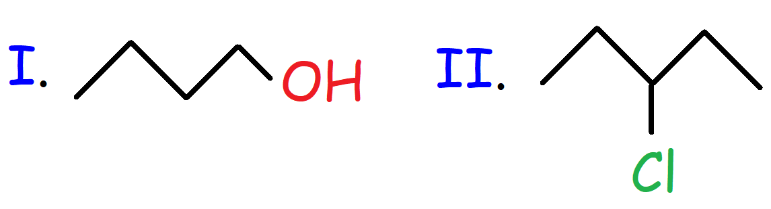 I. OH II. Cl